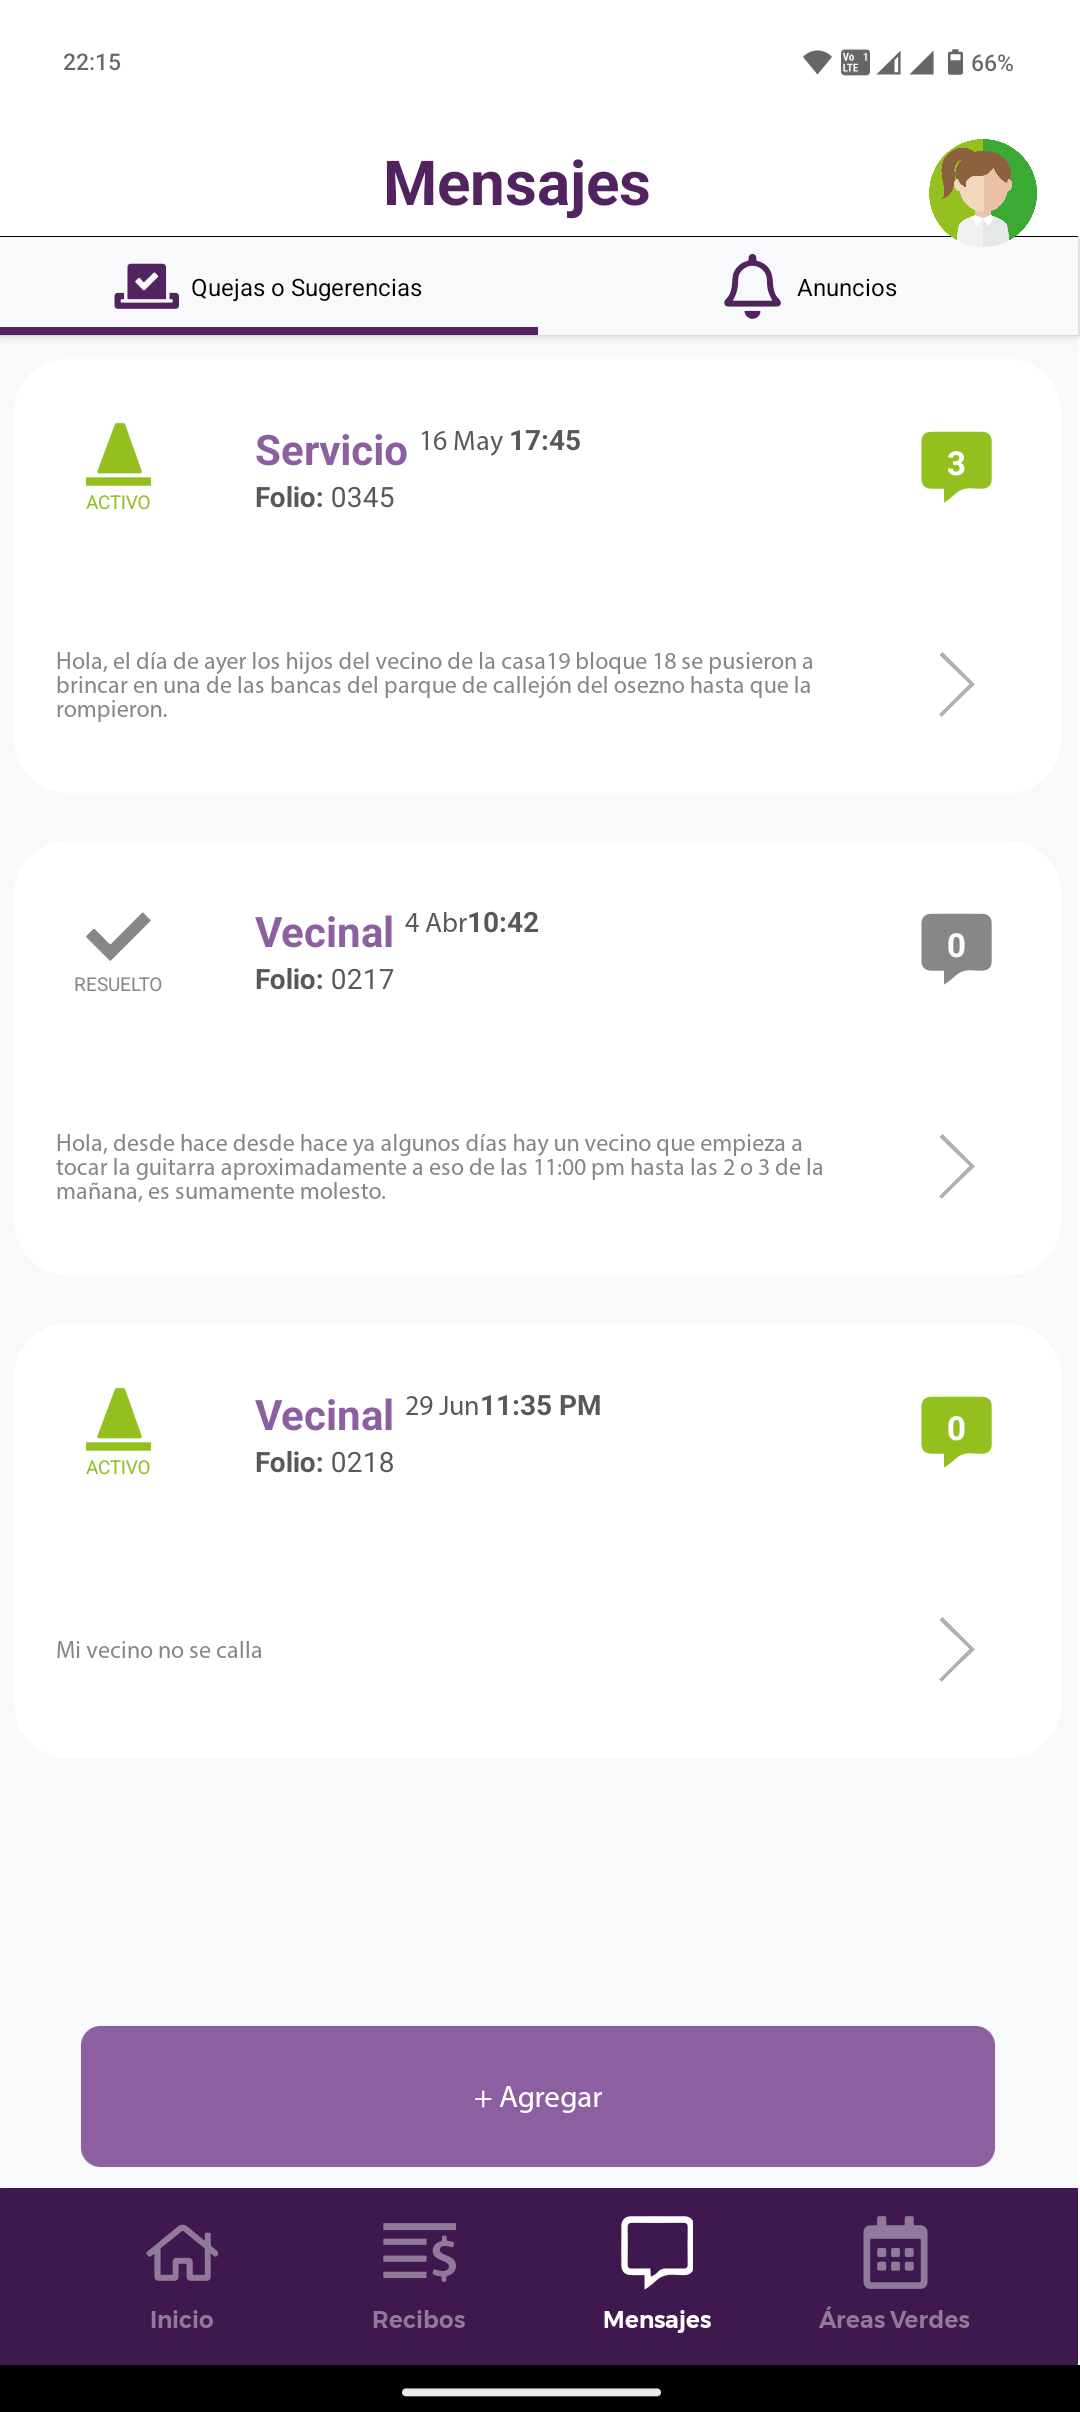 22:15
Vo 1
LTE
66%
Mensajes
Quejas o Sugerencias
Anuncios
Servicio 16 May 17:45
3
ACTIVO
Folio: 0345
Hola, el día de ayer los hijos del vecino de la casa19 bloque 18 se pusieron a
brincar en una de las bancas del parque de callejón del osezno hasta que la
rompieron.
Vecinal 4 Abr10:42
0
RESUELTO
Folio: 0217
Hola, desde hace desde hace ya algunos días hay un vecino que empieza a
tocar la guitarra aproximadamente a eso de las 11:00 pm hasta las 2 o 3 de la
mañana, es sumamente molesto.
Vecinal 29 Jun11:35 PM
0
ACTIVO
Folio: 0218
Mi vecino no se calla
+ Agregar
Inicio
Recibos
Mensajes
Áreas Verdes